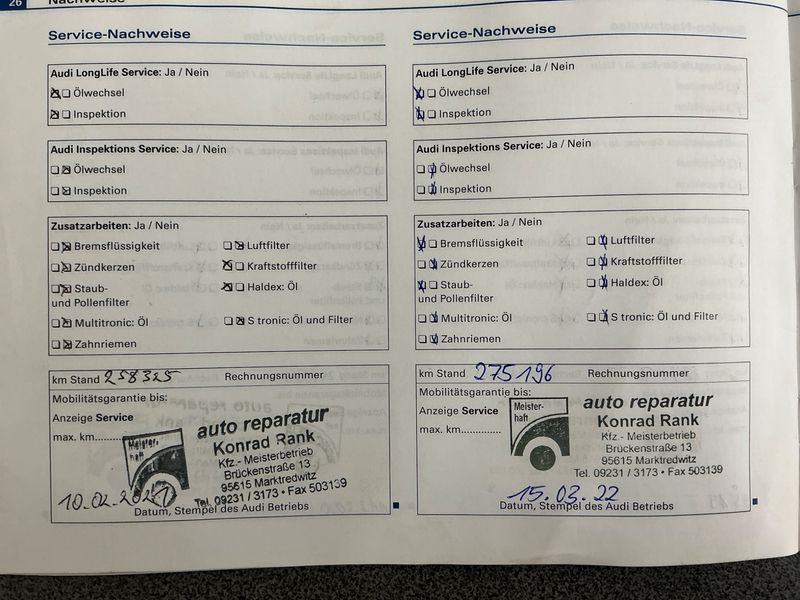 26
Nachweise
Service-Nachweise
Audi LongLife Service: Ja / Nein
Ölwechsel
Inspektion
Audi Inspektions Service: Ja / Nein
Ölwechsel
Inspektion
Zusatzarbeiten: Ja / Nein
Bremsflüssigkeit
Luftfilter
Zündkerzen
Kraftstofffilter
Staub-
und Pollenfilter
Haldex: Öl
Multitronic: Öl
S tronic: Öl und Filter
Zahnriemen
km Stand 258325 Rechnungsnummer
Mobilitätsgarantie bis:
Anzeige Service
max. km.........
Meister-
haft
auto reparatur
Konrad Rank
Kfz.- Meisterbetrieb
Brückenstraße 13
95615 Marktredwitz
Tel. 09231 / 3173 • Fax 503139
10.02.2021
Datum, Stempel des Audi Betriebs
Service-Nachweise
Audi LongLife Service: Ja / Nein
Ölwechsel
Inspektion
Audi Inspektions Service: Ja / Nein
Ölwechsel
Inspektion
Zusatzarbeiten: Ja / Nein
Bremsflüssigkeit
Luftfilter
Zündkerzen
Kraftstofffilter
Staub-
und Pollenfilter
Haldex: Öl
Multitronic: Öl
S tronic: Öl und Filter
Zahnriemen
km Stand 275196 Rechnungsnummer
Mobilitätsgarantie bis:
Anzeige Service
max. km.............
Meister-
haft
auto reparatur
Konrad Rank
Kfz.- Meisterbetrieb
Brückenstraße 13
95615 Marktredwitz
Tel. 09231 / 3173 • Fax 503139
15.03.22
Datum, Stempel des Audi Betriebs